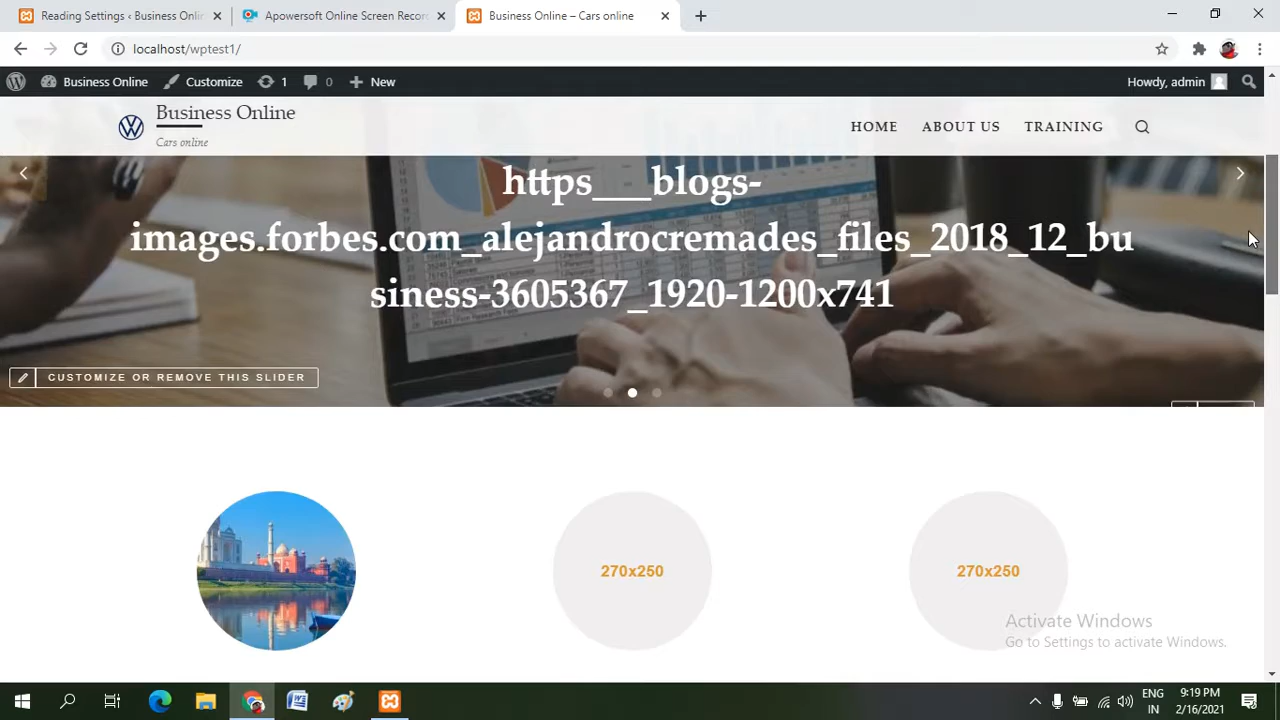 Reading Settings ‹ Business Onli
Apowersoft Online Screen Recor
Business Online – Cars online
localhost/wptest1/
Business Online
Customize
1
0
New
Howdy, admin
Business Online
Cars online
HOME
ABOUT US
TRAINING
https___blogs-
images.forbes.com_alejandrocremades_files_2018_12_bu
siness-3605367_1920-1200x741
CUSTOMIZE OR REMOVE THIS SLIDER
270x250
270x250
Activate Windows
Go to Settings to activate Windows.
ENG
IN
9:19 PM
2/16/2021